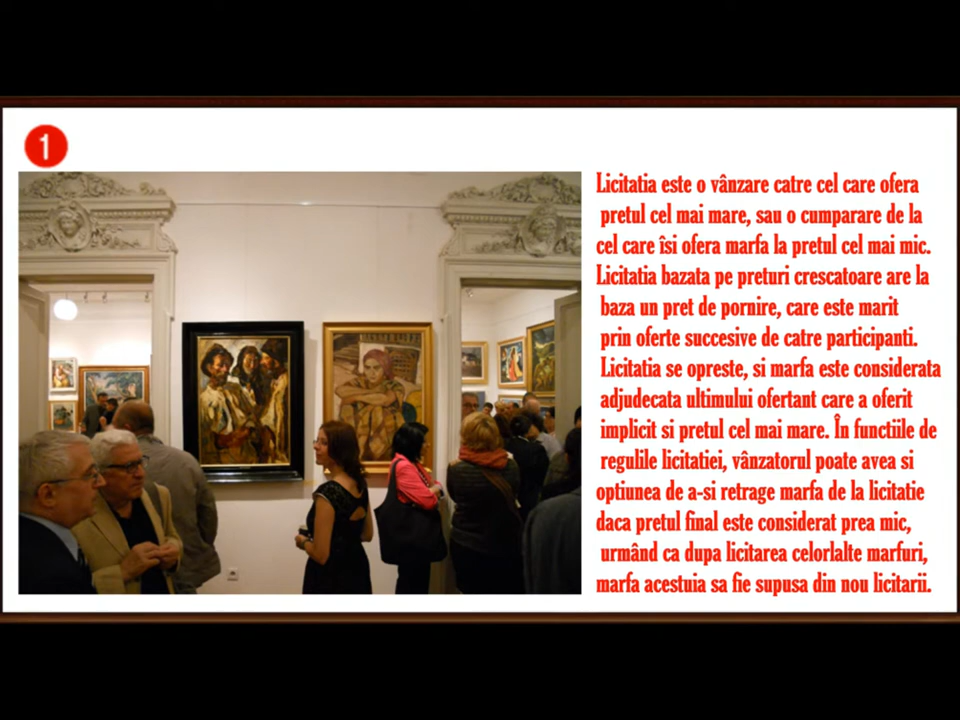 1
Licitatia este o vânzare catre cel care ofera
pretul cel mai mare, sau o cumparare de la
cel care îsi ofera marfa la pretul cel mai mic.
Licitatia bazata pe preturi crescatoare are la
baza un pret de pornire, care este marit
prin oferte succesive de catre participanti.
Licitatia se opreste, si marfa este considerata
adjudecata ultimului ofertant care a oferit
implicit si pretul cel mai mare. În functiile de
regulile licitatiei, vânzatorul poate avea si
optiunea de a-si retrage marfa de la licitatie
daca pretul final este considerat prea mic,
urmând ca dupa licitarea celorlalte marfuri,
marfa acestuia sa fie supusa din nou licitarii.